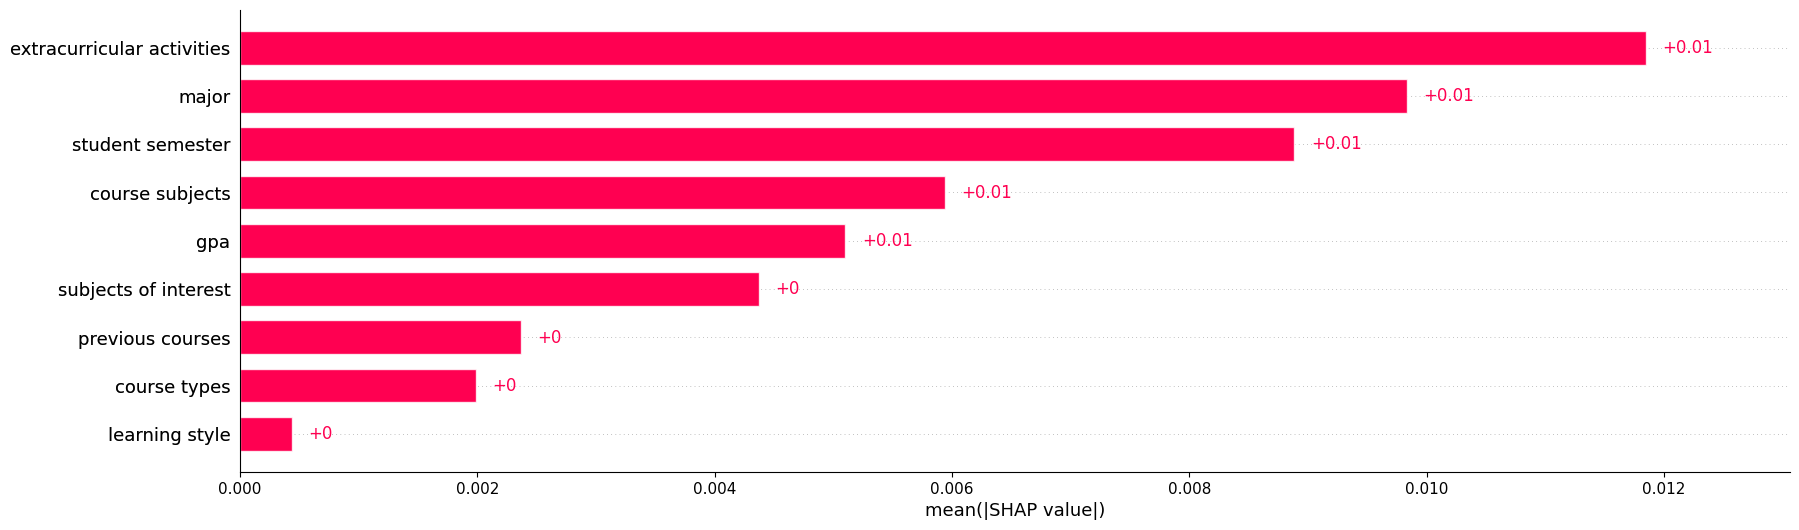 extracurricular activities +0.01
major +0.01
student semester +0.01
course subjects +0.01
gpa +0.01
subjects of interest +0
previous courses +0
course types +0
learning style +0
0.000 0.002 0.004 0.006 0.008 0.010 0.012
mean(|SHAP value|)